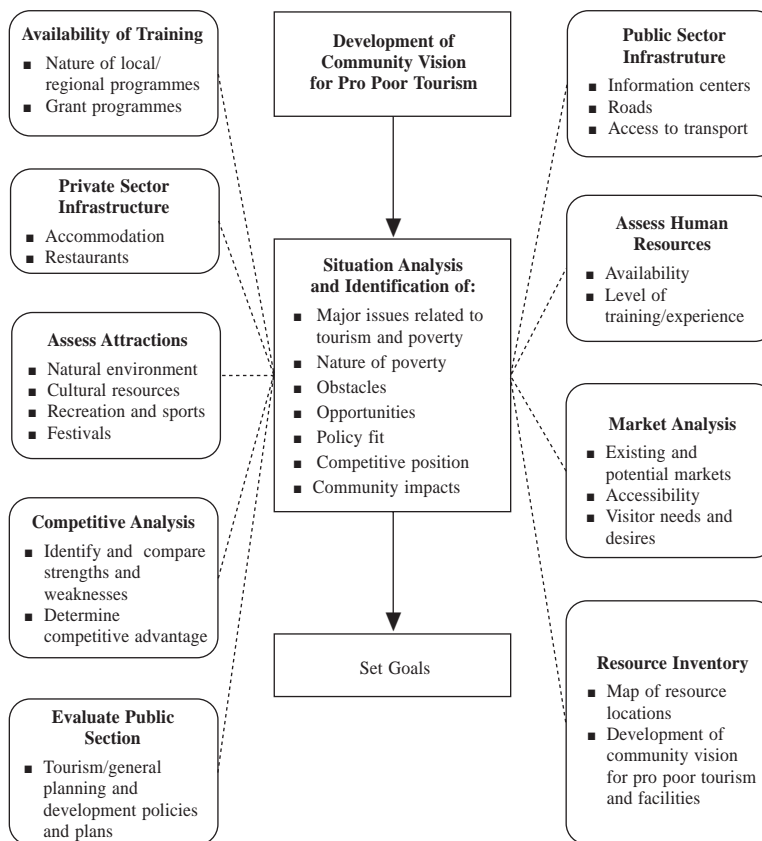 Availability of Training
■ Nature of local/
regional programmes
■ Grant programmes
Private Sector
Infrastructure
■ Accommodation
■ Restaurants
Assess Attractions
■ Natural environment
■ Cultural resources
■ Recreation and sports
■ Festivals
Competitive Analysis
■ Identify and compare
strengths and
weaknesses
■ Determine
competitive advantage
Evaluate Public
Section
■ Tourism/general
planning and
development policies
and plans
Development of
Community Vision
for Pro Poor Tourism
Situation Analysis
and Identification of:
■ Major issues related to
tourism and poverty
■ Nature of poverty
■ Obstacles
■ Opportunities
■ Policy fit
■ Competitive position
■ Community impacts
Set Goals
Public Sector
Infrastruture
■ Information centers
■ Roads
■ Access to transport
Assess Human
Resources
■ Availability
■ Level of
training/experience
Market Analysis
■ Existing and
potential markets
■ Accessibility
■ Visitor needs and
desires
Resource Inventory
■ Map of resource
locations
■ Development of
community vision
for pro poor tourism
and facilities